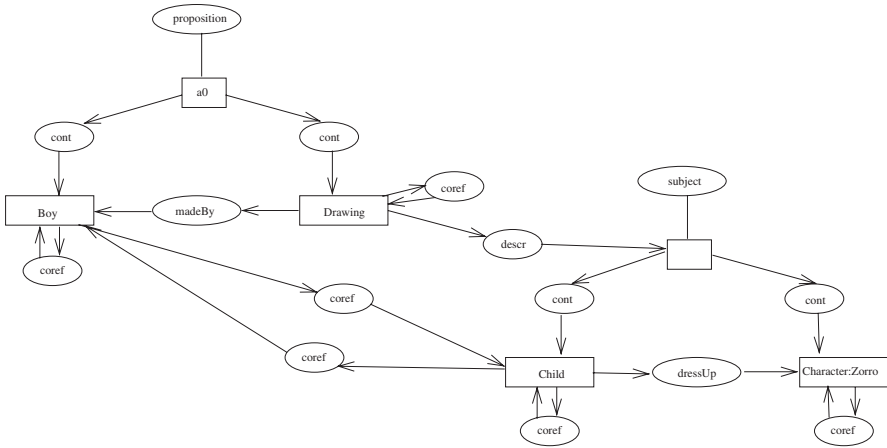 proposition
a0
cont
cont
coref
subject
Boy
madeBy
Drawing
descr
coref
coref
cont
cont
coref
Child
dressUp
Character:Zorro
coref
coref